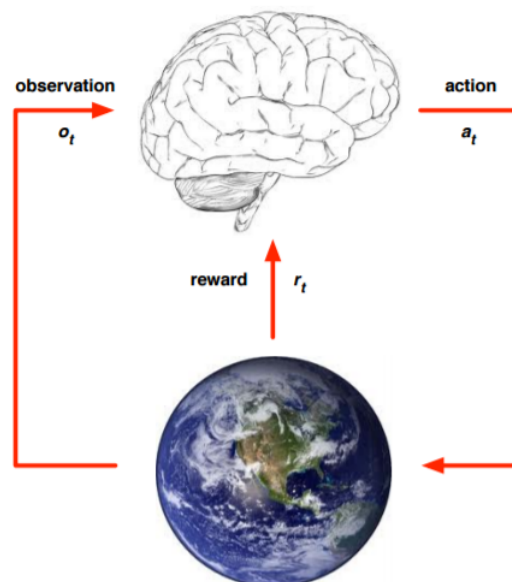 observation
action
o_t
a_t
reward
r_t